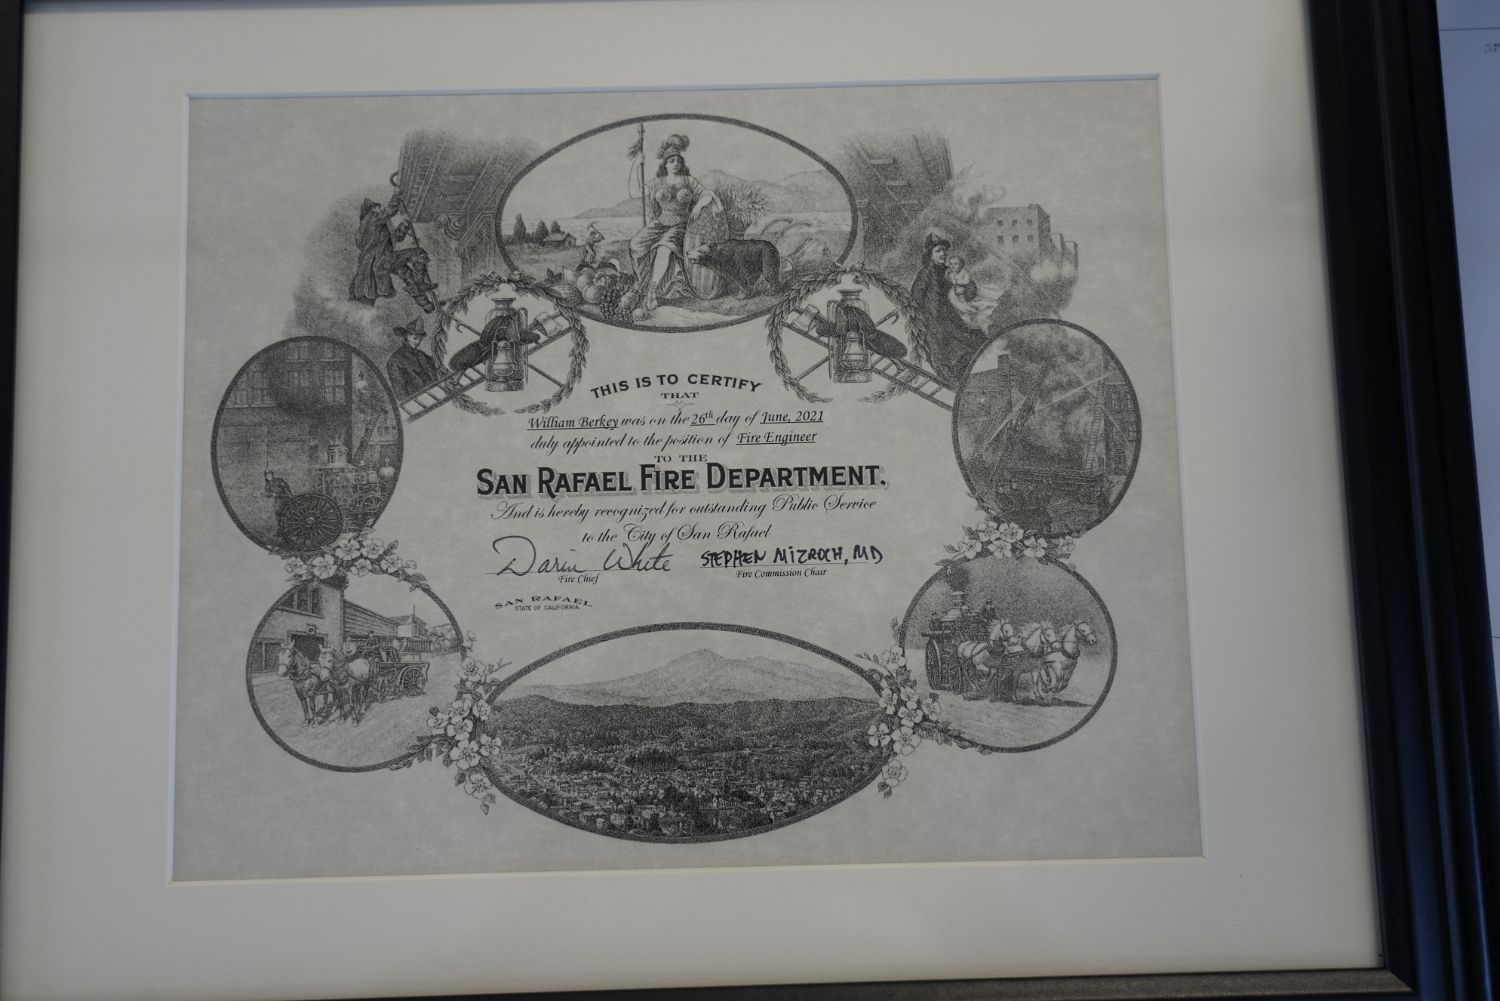 THIS IS TO CERTIFY
THAT
William Berkey was on the 26th day of June, 2021
duly appointed to the position of Fire Engineer
TO THE
SAN RAFAEL FIRE DEPARTMENT.
And is hereby recognized for outstanding Public Service
to the City of San Rafael
Darin White STEPHEN MIZROCH, MD
Fire Chief Fire Commission Chair
SAN RAFAEL
STATE OF CALIFORNIA.